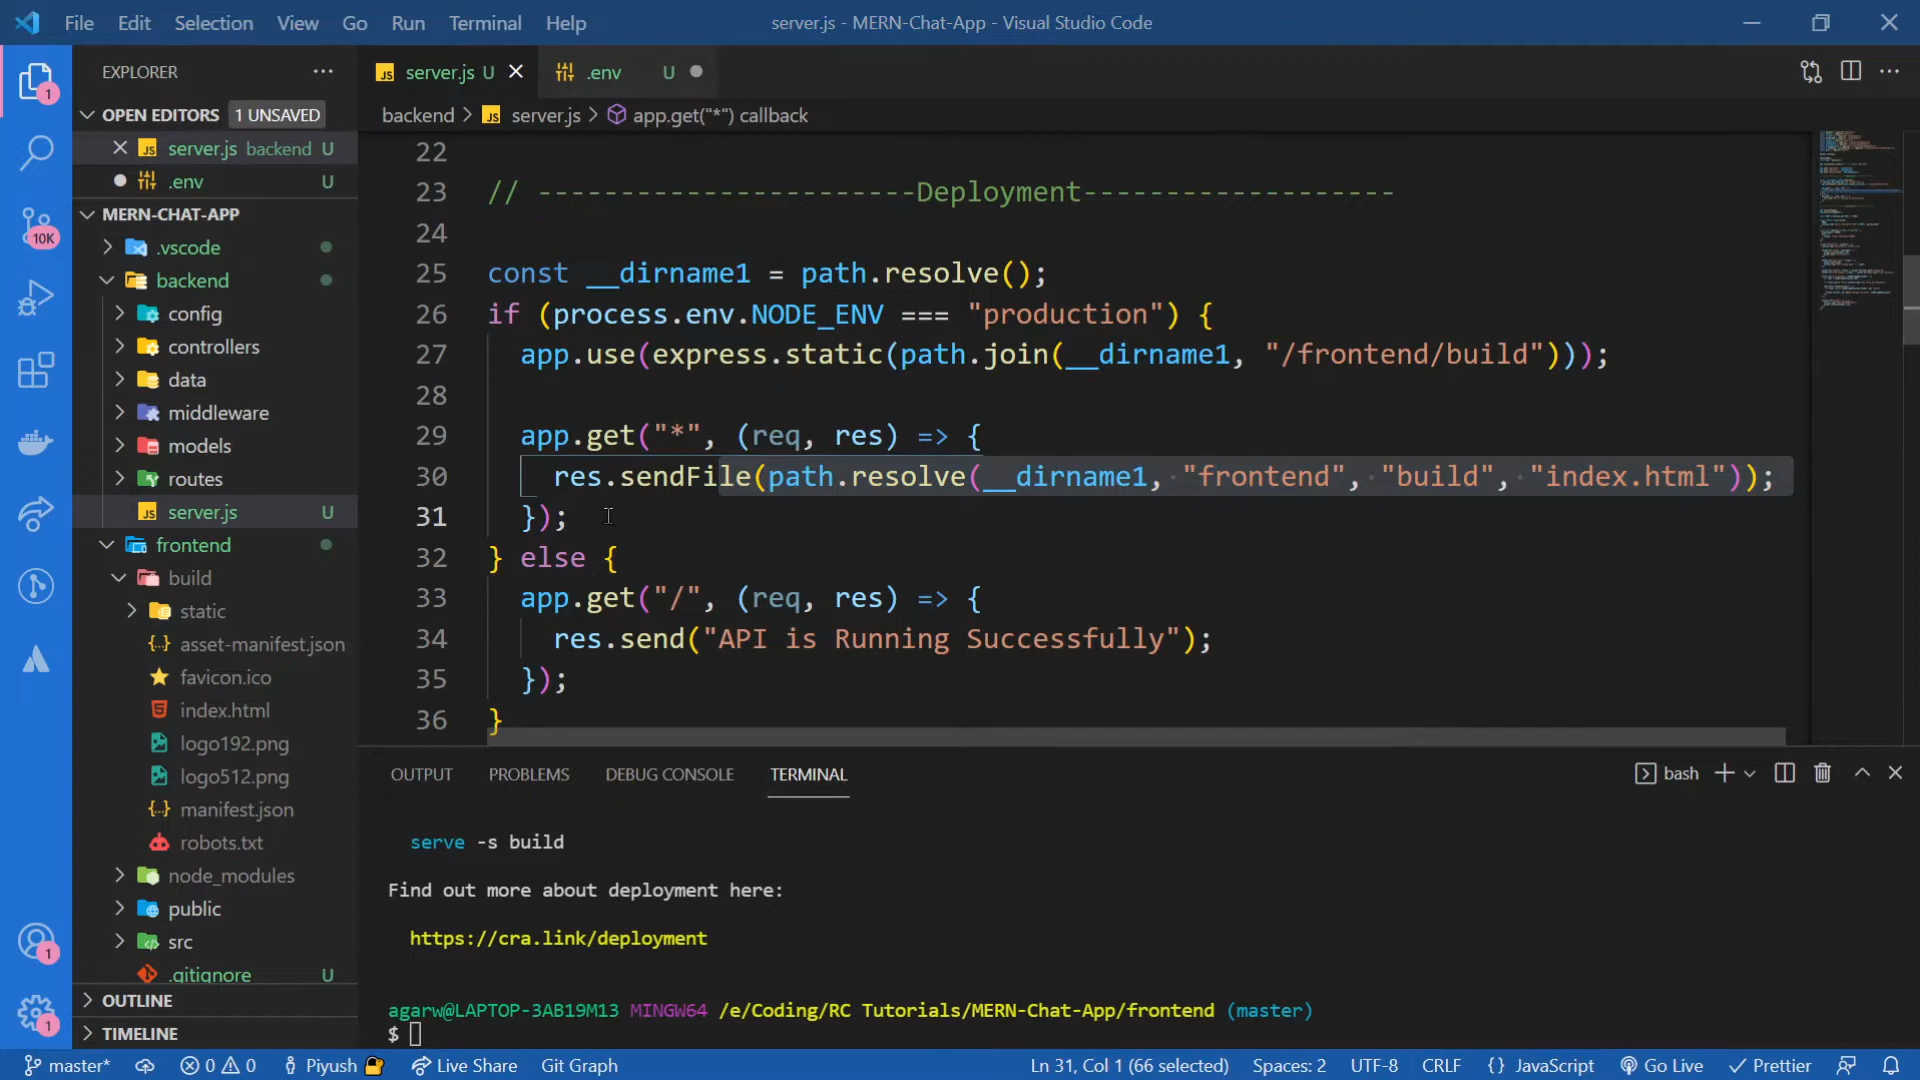 File Edit Selection View Go Run Terminal Help server.js - MERN-Chat-App - Visual Studio Code
EXPLORER
server.js U
.env U
OPEN EDITORS 1 UNSAVED
backend > server.js > app.get("*") callback
server.js backend U
.env U
MERN-CHAT-APP
.vscode
backend
config
controllers
data
middleware
models
routes
server.js U
frontend
build
static
asset-manifest.json
favicon.ico
index.html
logo192.png
logo512.png
manifest.json
robots.txt
node_modules
public
src
.gitignore U
OUTLINE
TIMELINE
1
10K
1
1
22
23 // -----------------------Deployment-------------------
24
25 const __dirname1 = path.resolve();
26 if (process.env.NODE_ENV === "production") {
27 app.use(express.static(path.join(__dirname1, "/frontend/build")));
28
29 app.get("*", (req, res) => {
30 res.sendFile(path.resolve(__dirname1, "frontend", "build", "index.html"));
31 });
32 } else {
33 app.get("/", (req, res) => {
34 res.send("API is Running Successfully");
35 });
36 }
OUTPUT PROBLEMS DEBUG CONSOLE TERMINAL bash
serve -s build
Find out more about deployment here:
https://cra.link/deployment
agarw@LAPTOP-3AB19M13 MINGW64 /e/Coding/RC Tutorials/MERN-Chat-App/frontend (master)
$
master* 0 0 Piyush Live Share Git Graph Ln 31, Col 1 (66 selected) Spaces: 2 UTF-8 CRLF {} JavaScript Go Live Prettier